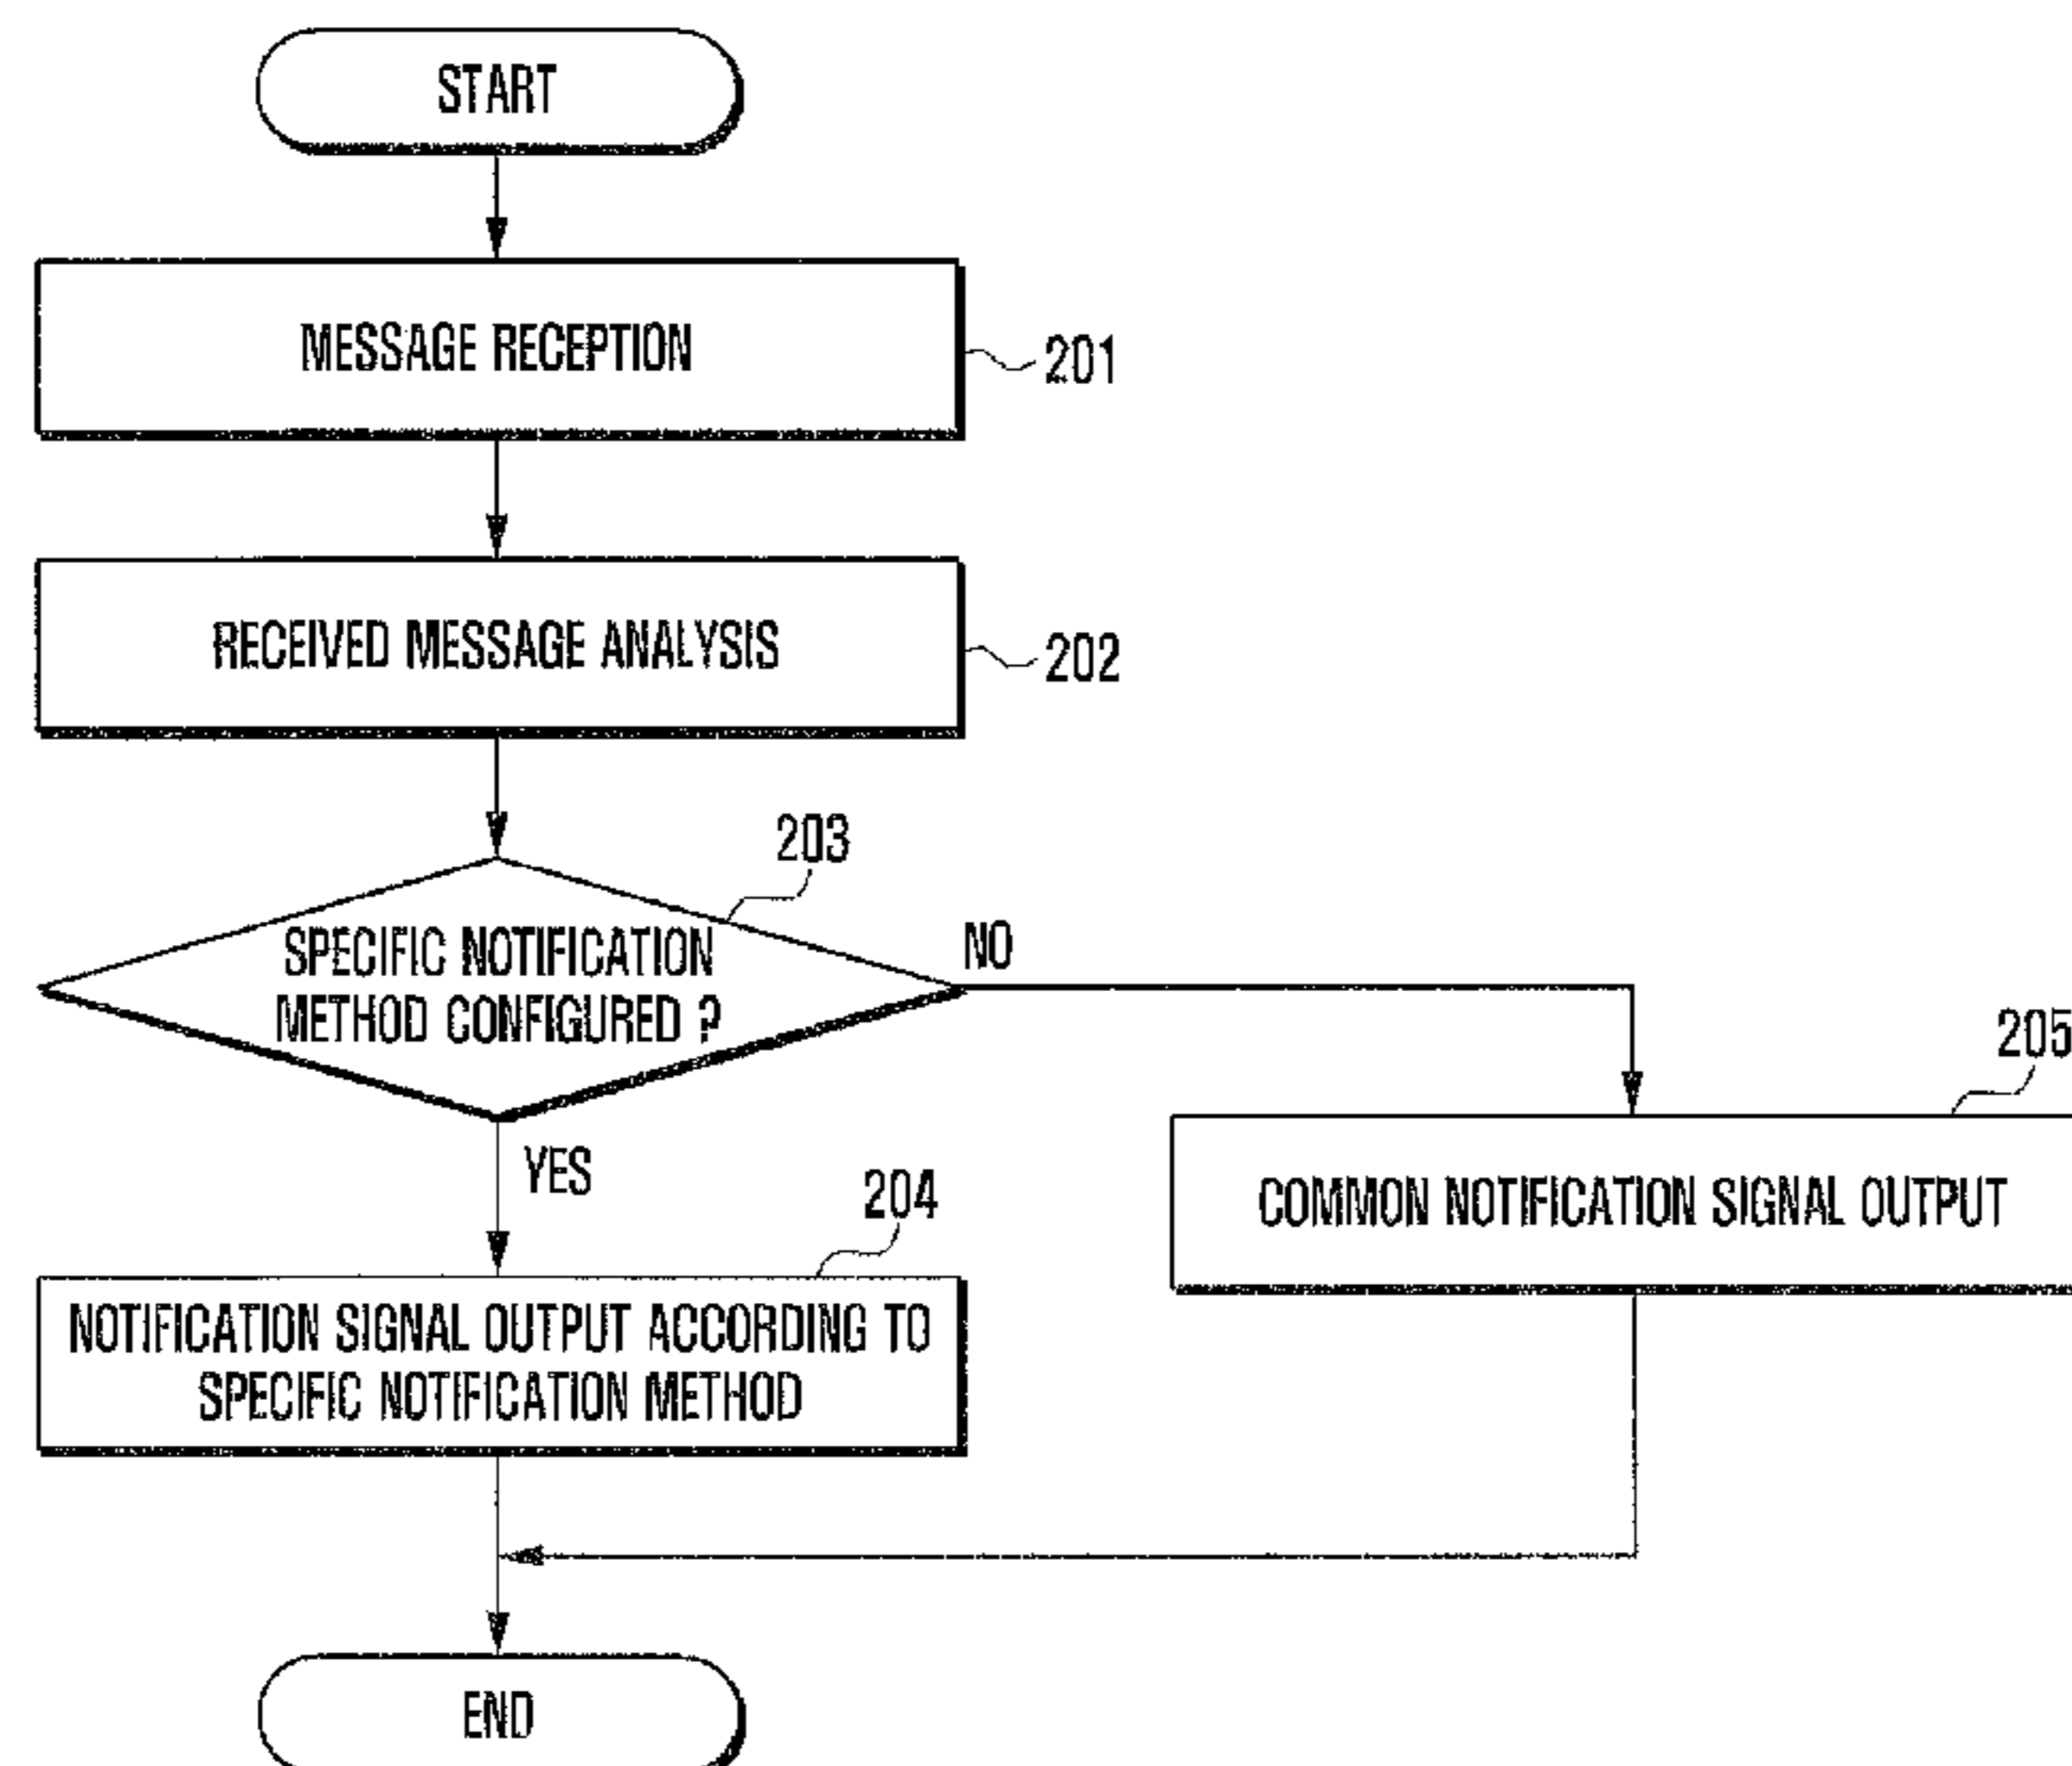 START
MESSAGE RECEPTION
201
RECEIVED MESSAGE ANALYSIS
202
203
SPECIFIC NOTIFICATION
METHOD CONFIGURED ?
NO
YES
205
COMMON NOTIFICATION SIGNAL OUTPUT
204
NOTIFICATION SIGNAL OUTPUT ACCORDING TO
SPECIFIC NOTIFICATION METHOD
END